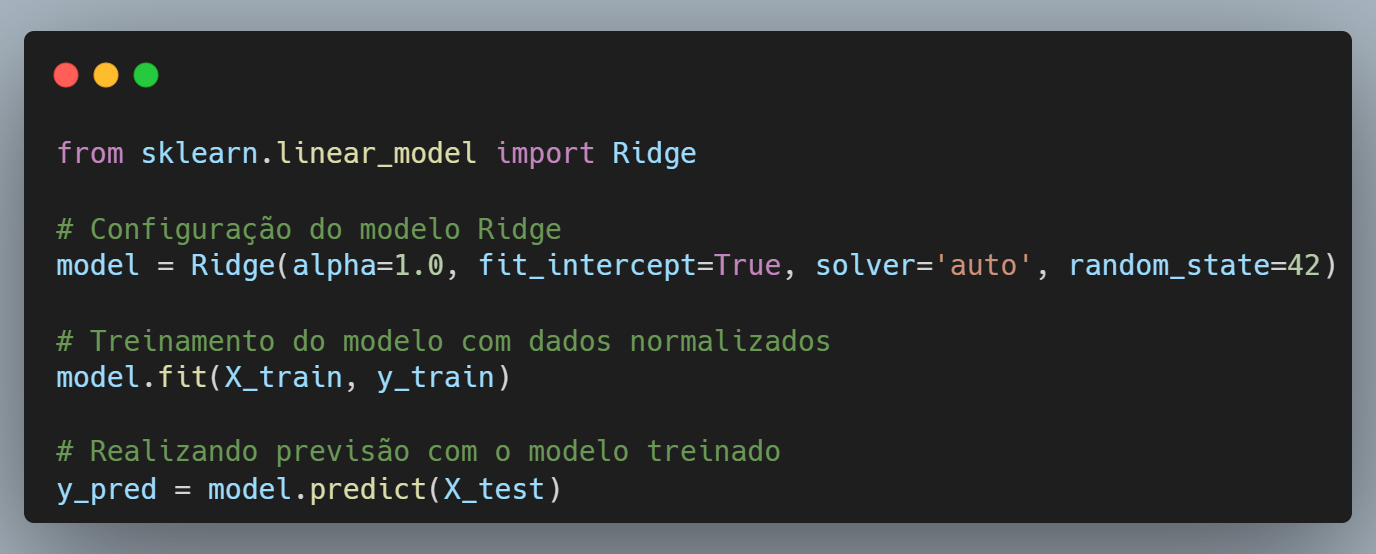 from sklearn.linear_model import Ridge
# Configuração do modelo Ridge
model = Ridge(alpha=1.0, fit_intercept=True, solver='auto', random_state=42)
# Treinamento do modelo com dados normalizados
model.fit(X_train, y_train)
# Realizando previsão com o modelo treinado
y_pred = model.predict(X_test)